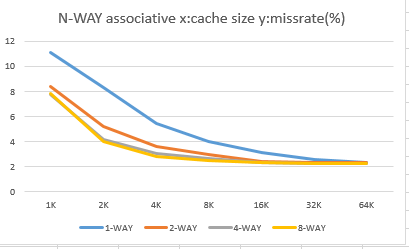 N-WAY associative x:cache size y:missrate(%)
12
10
8
6
4
2
0
1K 2K 4K 8K 16K 32K 64K
1-WAY 2-WAY 4-WAY 8-WAY